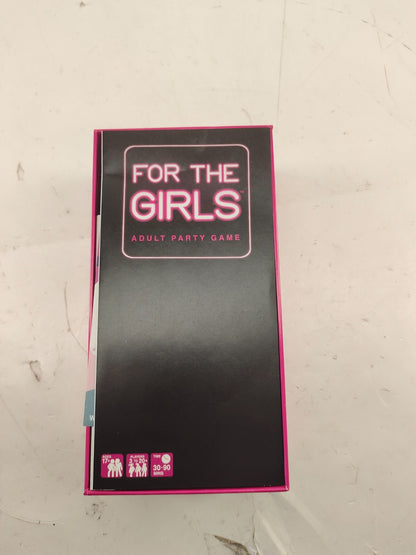 FOR THE
GIRLS
ADULT PARTY GAME
AGES
17+
PLAYERS
3 TO 20+
TIME
30-90
MINS
W